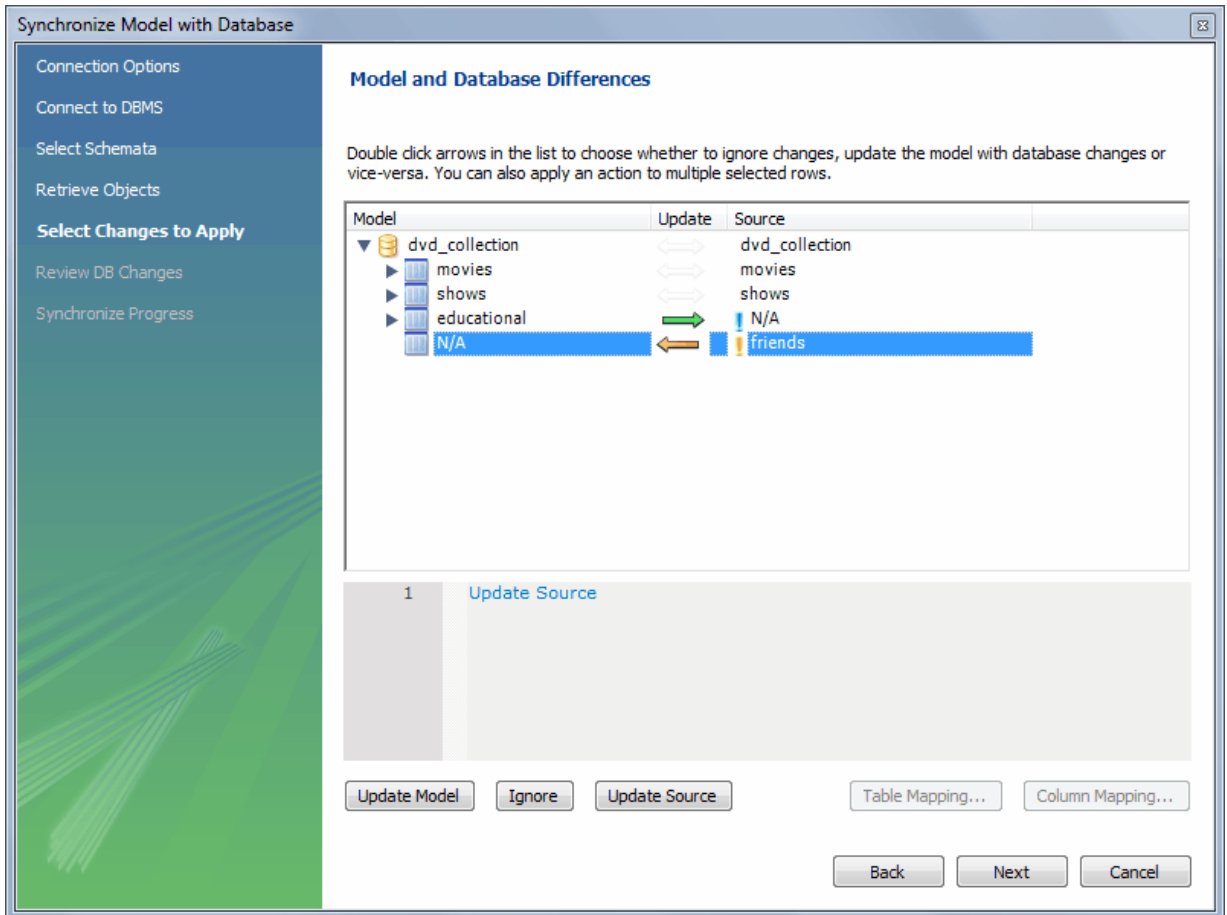 Synchronize Model with Database
Connection Options
Connect to DBMS
Select Schemata
Retrieve Objects
Select Changes to Apply
Review DB Changes
Synchronize Progress
Model and Database Differences
Double click arrows in the list to choose whether to ignore changes, update the model with database changes or
vice-versa. You can also apply an action to multiple selected rows.
Model Update Source
dvd_collection dvd_collection
movies movies
shows shows
educational N/A
N/A friends
1 Update Source
Update Model Ignore Update Source Table Mapping... Column Mapping...
Back Next Cancel